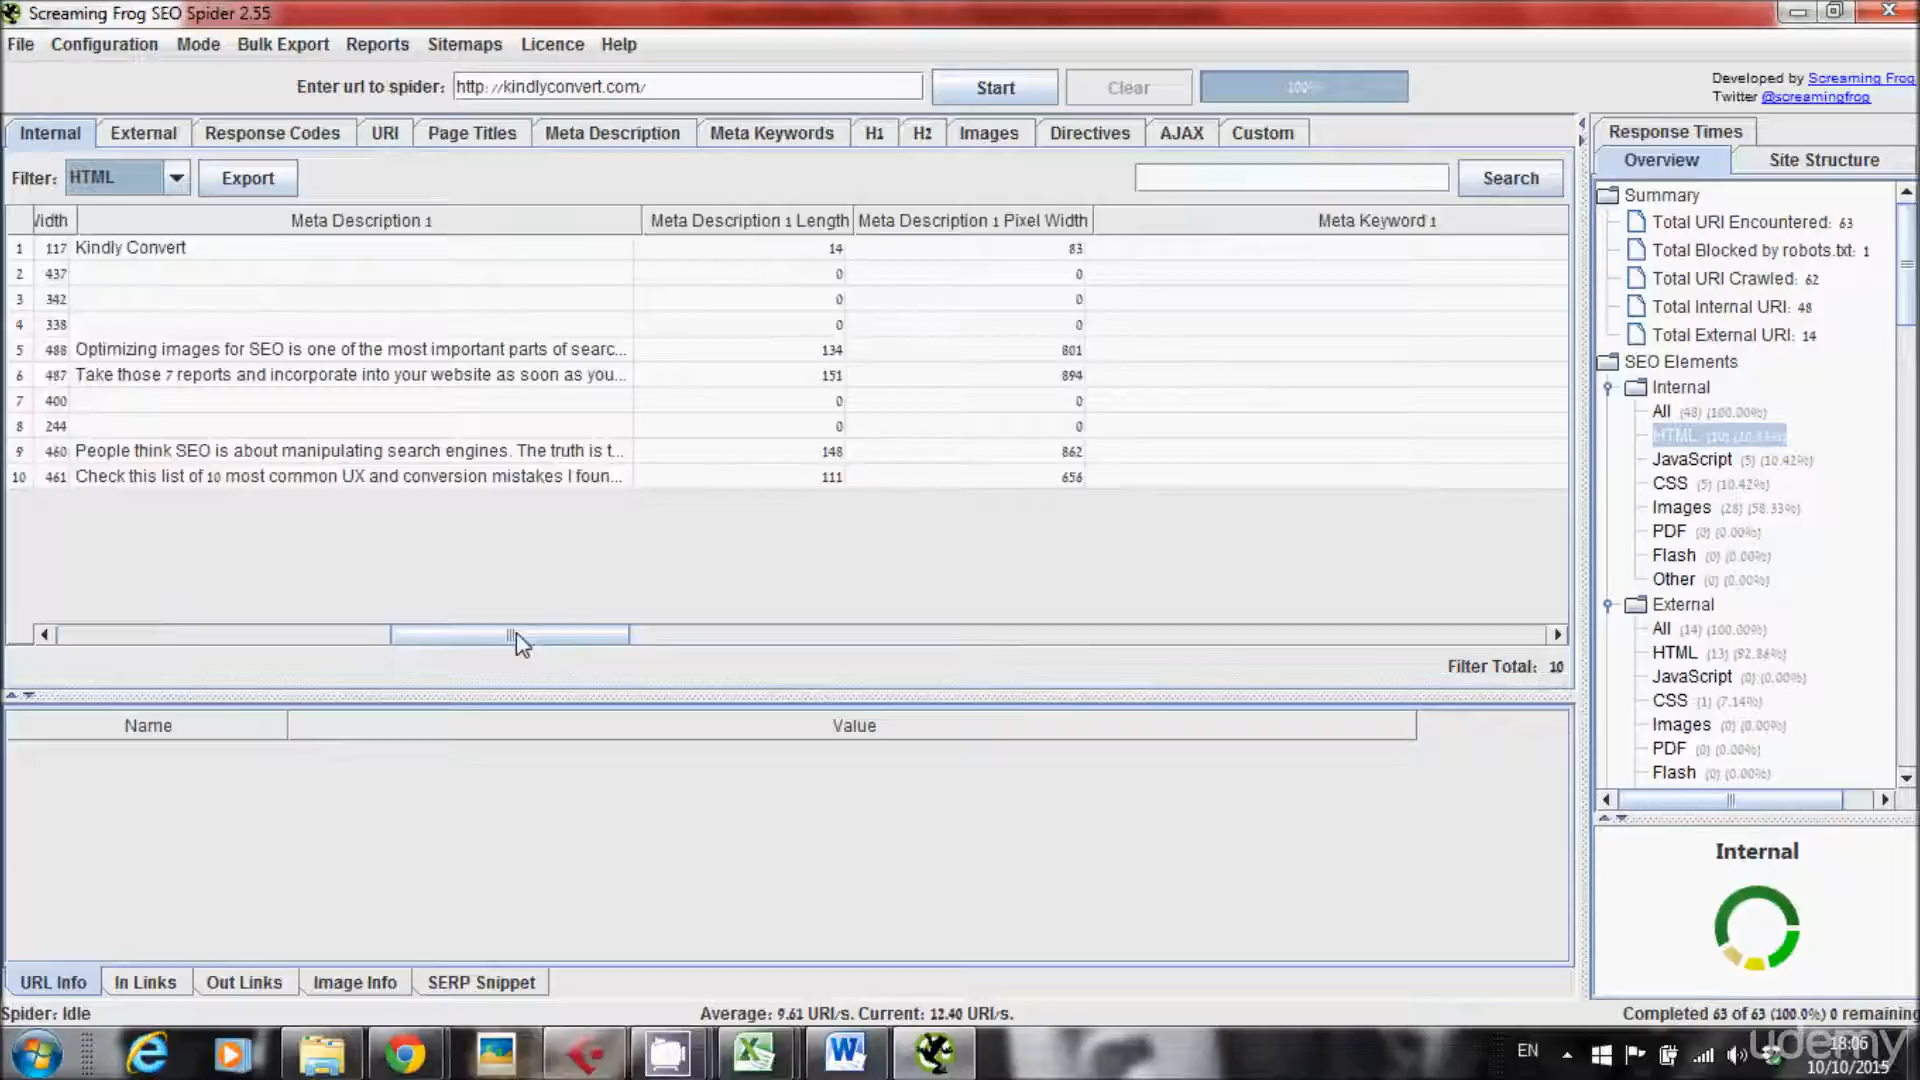 Screaming Frog SEO Spider 2.55
File Configuration Mode Bulk Export Reports Sitemaps Licence Help
Enter url to spider: http://kindlyconvert.com/ Start Clear 100%
Developed by Screaming Frog
Twitter @screamingfrog
Internal External Response Codes URI Page Titles Meta Description Meta Keywords H1 H2 Images Directives AJAX Custom
Filter: HTML Export Search
Width Meta Description 1 Meta Description 1 Length Meta Description 1 Pixel Width Meta Keyword 1
1 117 Kindly Convert 14 83
2 437 0 0
3 342 0 0
4 338 0 0
5 488 Optimizing images for SEO is one of the most important parts of searc... 134 801
6 487 Take those 7 reports and incorporate into your website as soon as you... 151 894
7 400 0 0
8 244 0 0
9 460 People think SEO is about manipulating search engines. The truth is t... 148 862
10 461 Check this list of 10 most common UX and conversion mistakes I foun... 111 656
Filter Total: 10
Name Value
URL Info In Links Out Links Image Info SERP Snippet
Spider: Idle
Average: 9.61 URI/s. Current: 12.40 URI/s.
Response Times
Overview Site Structure
Summary
Total URI Encountered: 63
Total Blocked by robots.txt: 1
Total URI Crawled: 62
Total Internal URI: 48
Total External URI: 14
SEO Elements
Internal
All (48) (100.00%)
HTML (10) (20.83%)
JavaScript (5) (10.42%)
CSS (5) (10.42%)
Images (28) (58.33%)
PDF (0) (0.00%)
Flash (0) (0.00%)
Other (0) (0.00%)
External
All (14) (100.00%)
HTML (13) (92.86%)
JavaScript (0) (0.00%)
CSS (1) (7.14%)
Images (0) (0.00%)
PDF (0) (0.00%)
Flash (0) (0.00%)
Internal
Completed 63 of 63 (100.0%) 0 remaining
EN
18:06
10/10/2015
udemy